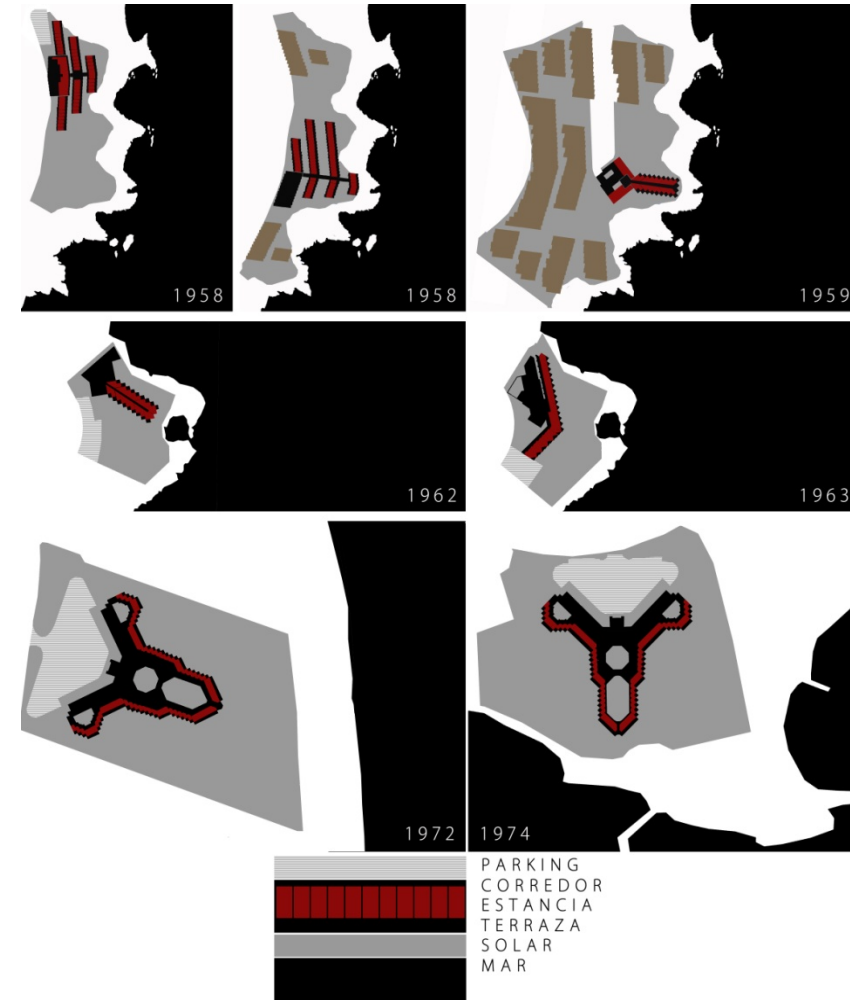 1958
1958
1959
1962
1963
1972
1974
PARKING
CORREDOR
ESTANCIA
TERRAZA
SOLAR
MAR